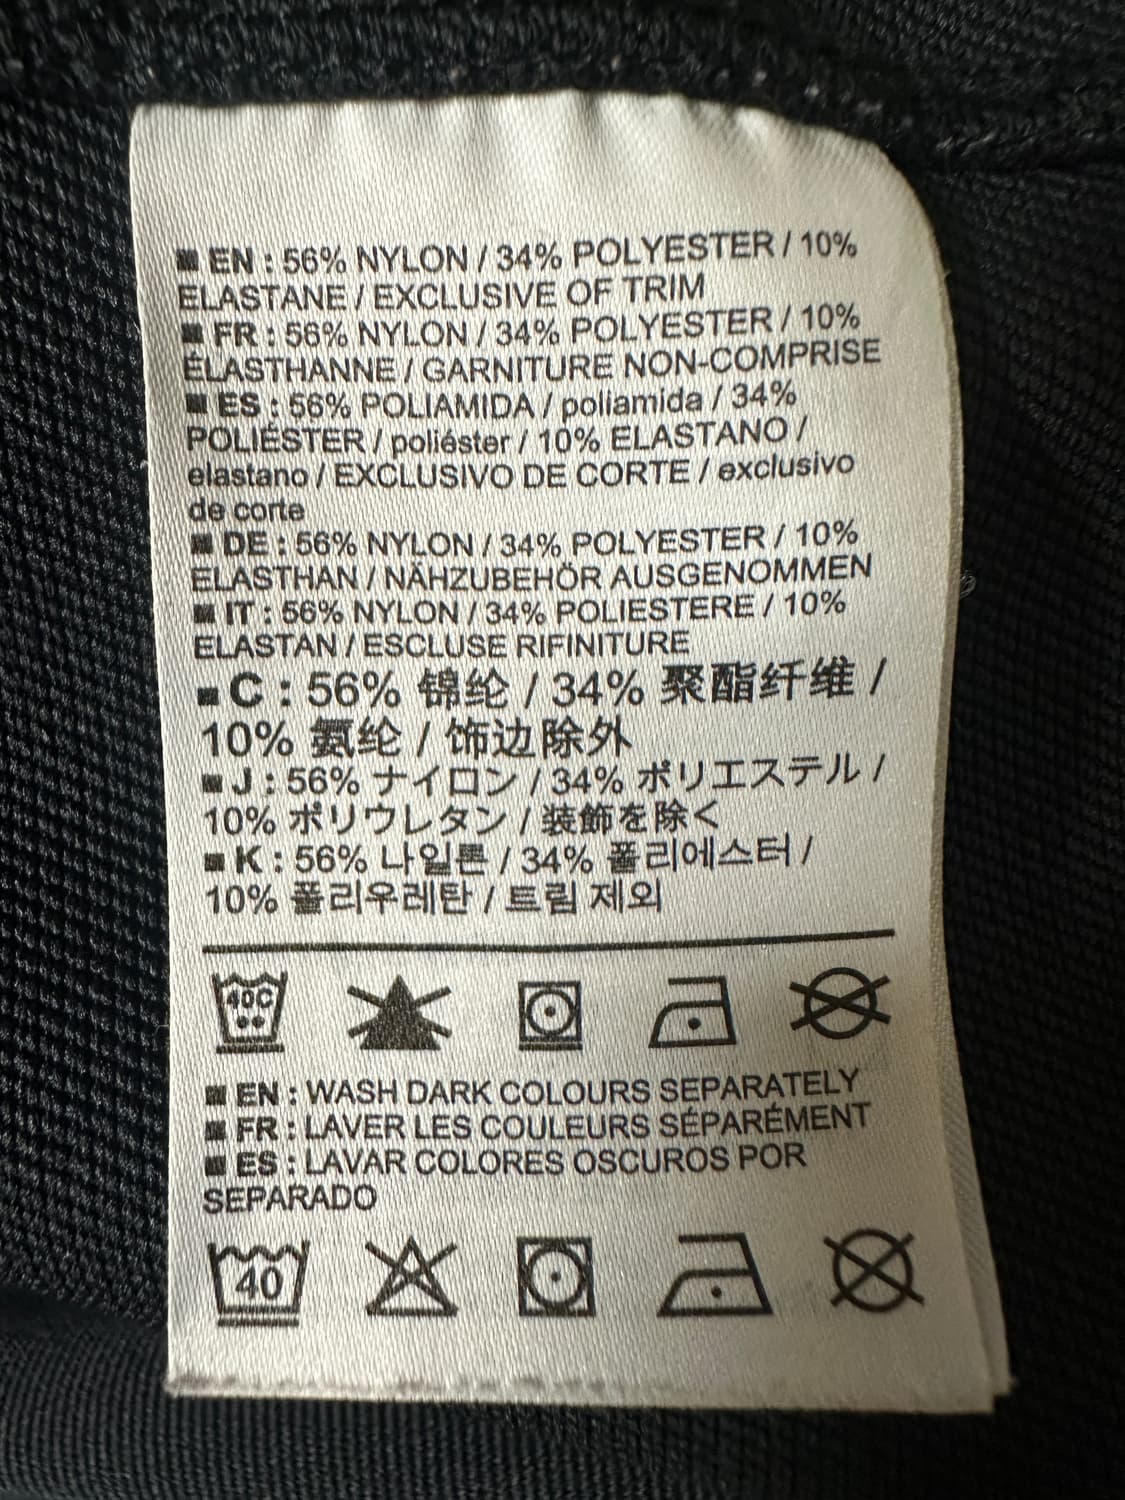 ■ EN : 56% NYLON / 34% POLYESTER / 10%
ELASTANE / EXCLUSIVE OF TRIM
■ FR : 56% NYLON / 34% POLYESTER / 10%
ÉLASTHANNE / GARNITURE NON-COMPRISE
■ ES : 56% POLIAMIDA / poliamida / 34%
POLIÉSTER / poliéster / 10% ELASTANO /
elastano / EXCLUSIVO DE CORTE / exclusivo
de corte
■ DE : 56% NYLON / 34% POLYESTER / 10%
ELASTHAN / NÄHZUBEHÖR AUSGENOMMEN
■ IT : 56% NYLON / 34% POLIESTERE / 10%
ELASTAN / ESCLUSE RIFINITURE
■ C : 56% 锦纶 / 34% 聚酯纤维 /
10% 氨纶 / 饰边除外
■ J : 56% ナイロン / 34% ポリエステル /
10% ポリウレタン / 装飾を除く
■ K : 56% 나일론 / 34% 폴리에스터 /
10% 폴리우레탄 / 트림 제외
40C
■ EN : WASH DARK COLOURS SEPARATELY
■ FR : LAVER LES COULEURS SÉPARÉMENT
■ ES : LAVAR COLORES OSCUROS POR
SEPARADO
40